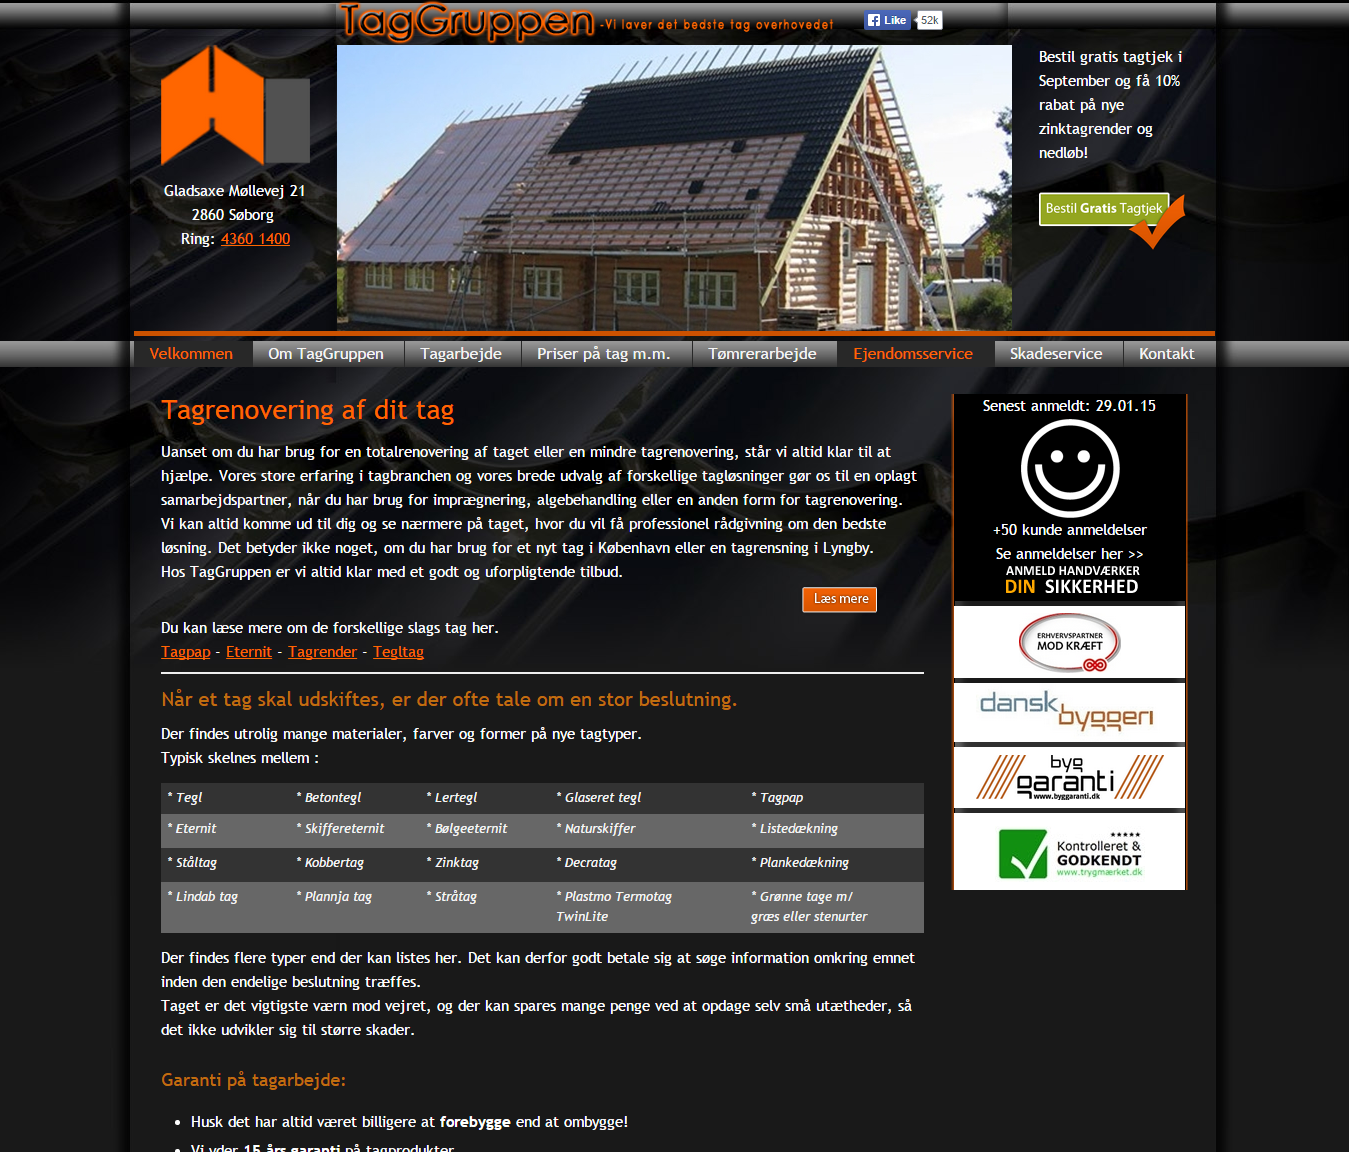 TagGruppen -Vi laver det bedste tag overhovedet
Like 52k
Gladsaxe Møllevej 21
2860 Søborg
Ring: 4360 1400
Bestil gratis tagtjek i
September og få 10%
rabat på nye
zinktagrender og
nedløb!
Bestil Gratis Tagtjek
Velkommen Om TagGruppen Tagarbejde Priser på tag m.m. Tømrerarbejde Ejendomsservice Skadeservice Kontakt
Tagrenovering af dit tag
Uanset om du har brug for en totalrenovering af taget eller en mindre tagrenovering, står vi altid klar til at
hjælpe. Vores store erfaring i tagbranchen og vores brede udvalg af forskellige tagløsninger gør os til en oplagt
samarbejdspartner, når du har brug for imprægnering, algebehandling eller en anden form for tagrenovering.
Vi kan altid komme ud til dig og se nærmere på taget, hvor du vil få professionel rådgivning om den bedste
løsning. Det betyder ikke noget, om du har brug for et nyt tag i København eller en tagrensning i Lyngby.
Hos TagGruppen er vi altid klar med et godt og uforpligtende tilbud.
Læs mere
Du kan læse mere om de forskellige slags tag her.
Tagpap - Eternit - Tagrender - Tegltag
Når et tag skal udskiftes, er der ofte tale om en stor beslutning.
Der findes utrolig mange materialer, farver og former på nye tagtyper.
Typisk skelnes mellem :
* Tegl * Betontegl * Lertegl * Glaseret tegl * Tagpap
* Eternit * Skiffereternit * Bølgeeternit * Naturskiffer * Listedækning
* Ståltag * Kobbertag * Zinktag * Decratag * Plankedækning
* Lindab tag * Plannja tag * Stråtag * Plastmo Termotag * Grønne tage m/
TwinLite græs eller stenurter
Der findes flere typer end der kan listes her. Det kan derfor godt betale sig at søge information omkring emnet
inden den endelige beslutning træffes.
Taget er det vigtigste værn mod vejret, og der kan spares mange penge ved at opdage selv små utætheder, så
det ikke udvikler sig til større skader.
Garanti på tagarbejde:
• Husk det har altid været billigere at forebygge end at ombygge!
• Vi yder 15 års garanti på tagprodukter
Senest anmeldt: 29.01.15
+50 kunde anmeldelser
Se anmeldelser her >>
ANMELD HANDVÆRKER
DIN SIKKERHED
ERHVERVSPARTNER
MOD KRÆFT
dansk
byggeri
byg
garanti
www.byggaranti.dk
Kontrolleret &
GODKENDT
www.trygmærket.dk